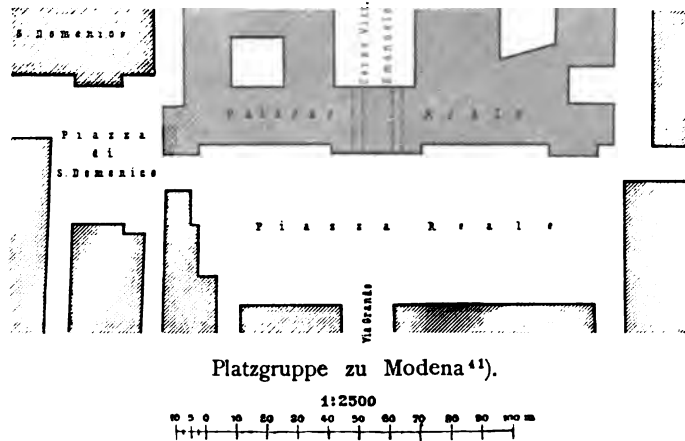 S. Domenico
Corso Vitt.
Emanuele
Palazzo Reale
Piazza
di
S. Domenico
Piazza Reale
Via Grande
Platzgruppe zu Modena⁴¹).
1:2500
10 5 0 10 20 30 40 50 60 70 80 90 100 m